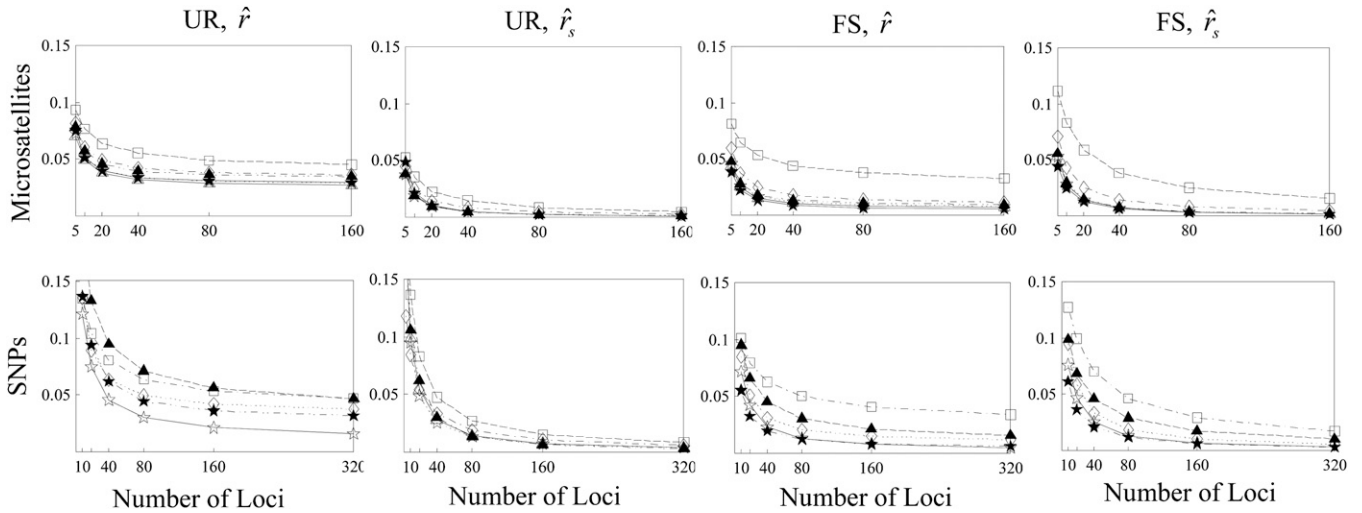 UR, r̂ UR, r̂ₛ FS, r̂ FS, r̂ₛ
Microsatellites
0.15 0.15 0.15 0.15
0.1 0.1 0.1 0.1
0.05 0.05 0.05 0.05
5 20 40 80 160 5 20 40 80 160 5 20 40 80 160 5 20 40 80 160
SNPs
0.15 0.15 0.15 0.15
0.1 0.1 0.1 0.1
0.05 0.05 0.05 0.05
10 40 80 160 320 10 40 80 160 320 10 40 80 160 320 10 40 80 160 320
Number of Loci Number of Loci Number of Loci Number of Loci